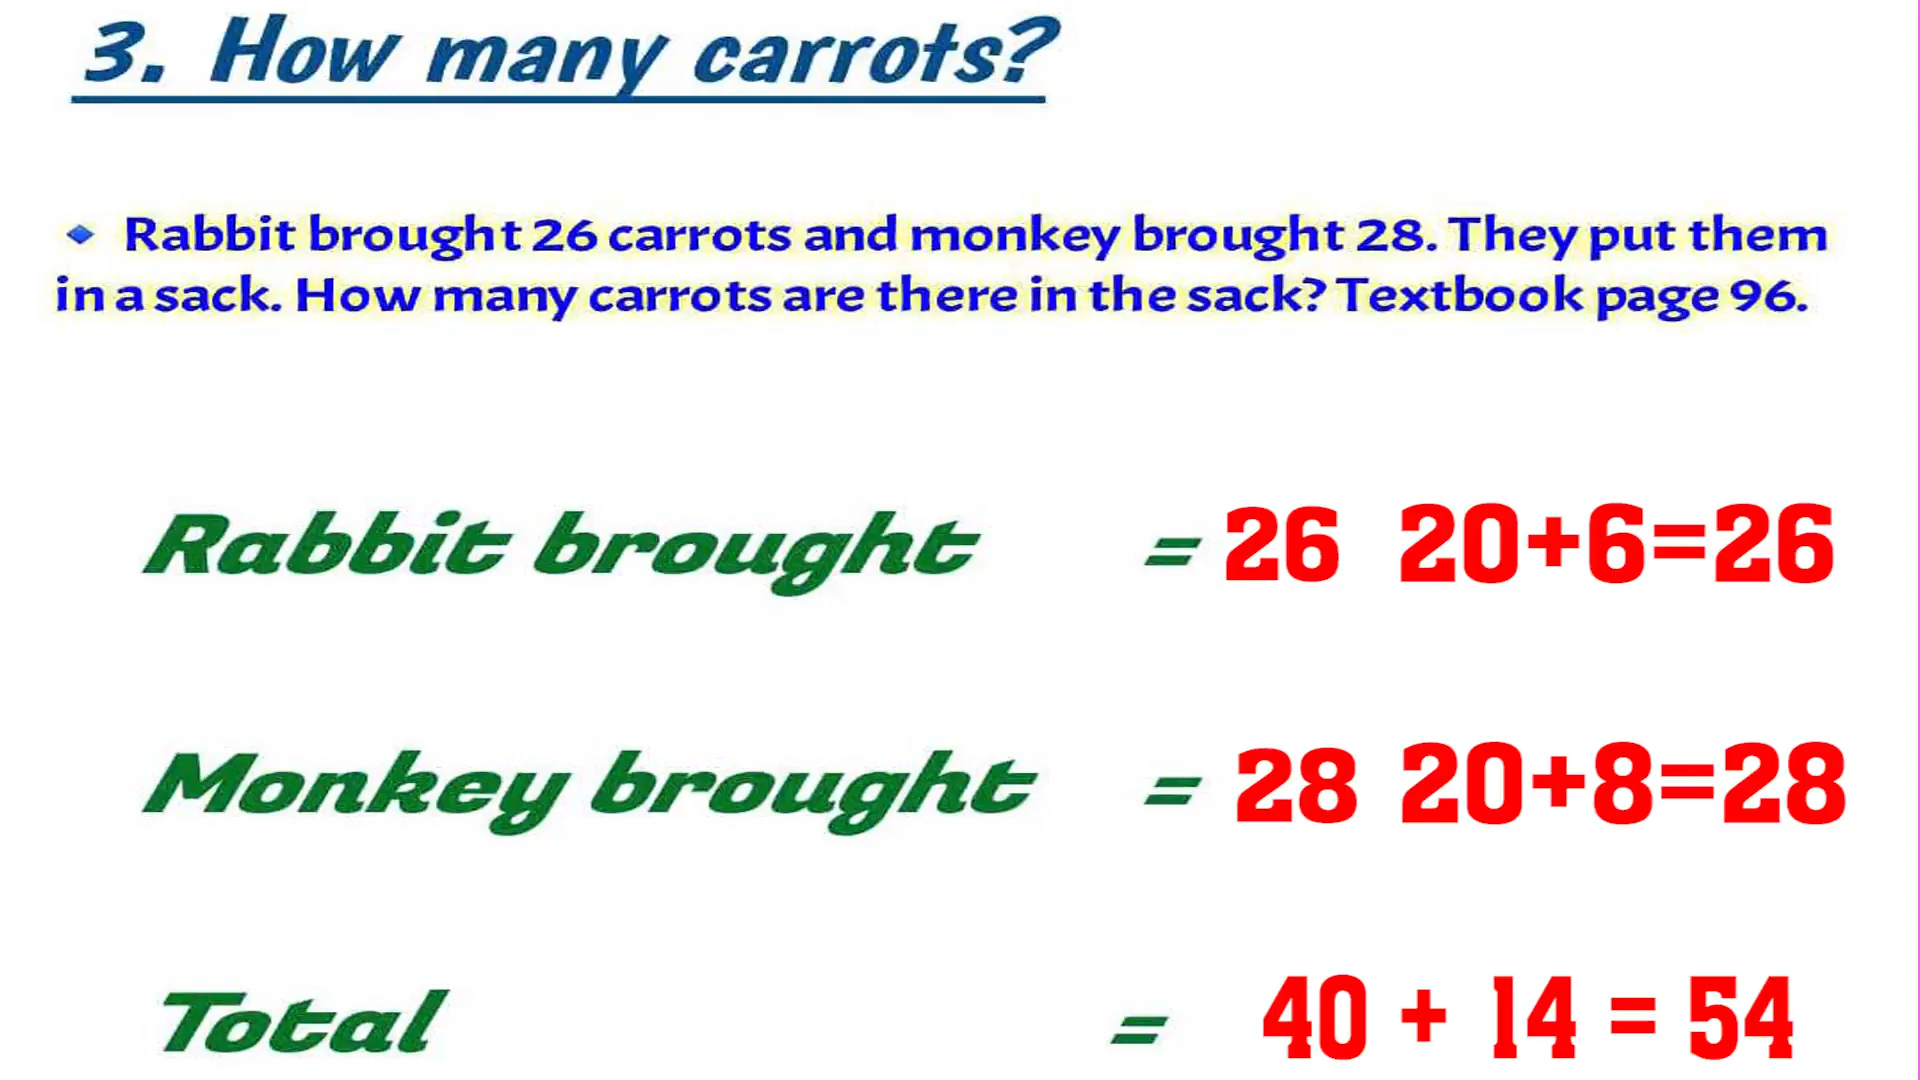 3. How many carrots?
Rabbit brought 26 carrots and monkey brought 28. They put them
in a sack. How many carrots are there in the sack? Textbook page 96.
Rabbit brought = 26 20+6=26
Monkey brought = 28 20+8=28
Total = 40 + 14 = 54